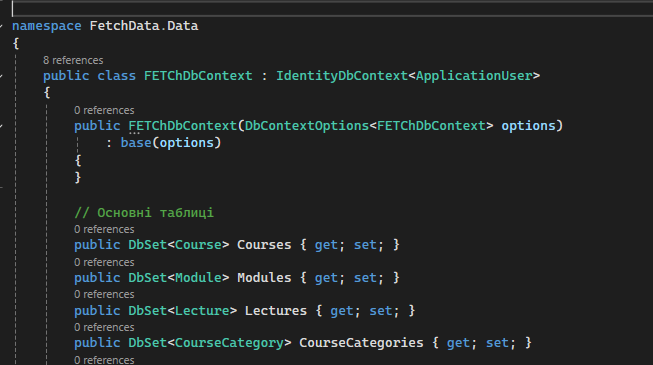 namespace FetchData.Data
{
8 references
public class FETChDbContext : IdentityDbContext<ApplicationUser>
{
0 references
public FETChDbContext(DbContextOptions<FETChDbContext> options)
: base(options)
{
}
// Основні таблиці
0 references
public DbSet<Course> Courses { get; set; }
0 references
public DbSet<Module> Modules { get; set; }
0 references
public DbSet<Lecture> Lectures { get; set; }
0 references
public DbSet<CourseCategory> CourseCategories { get; set; }
0 references